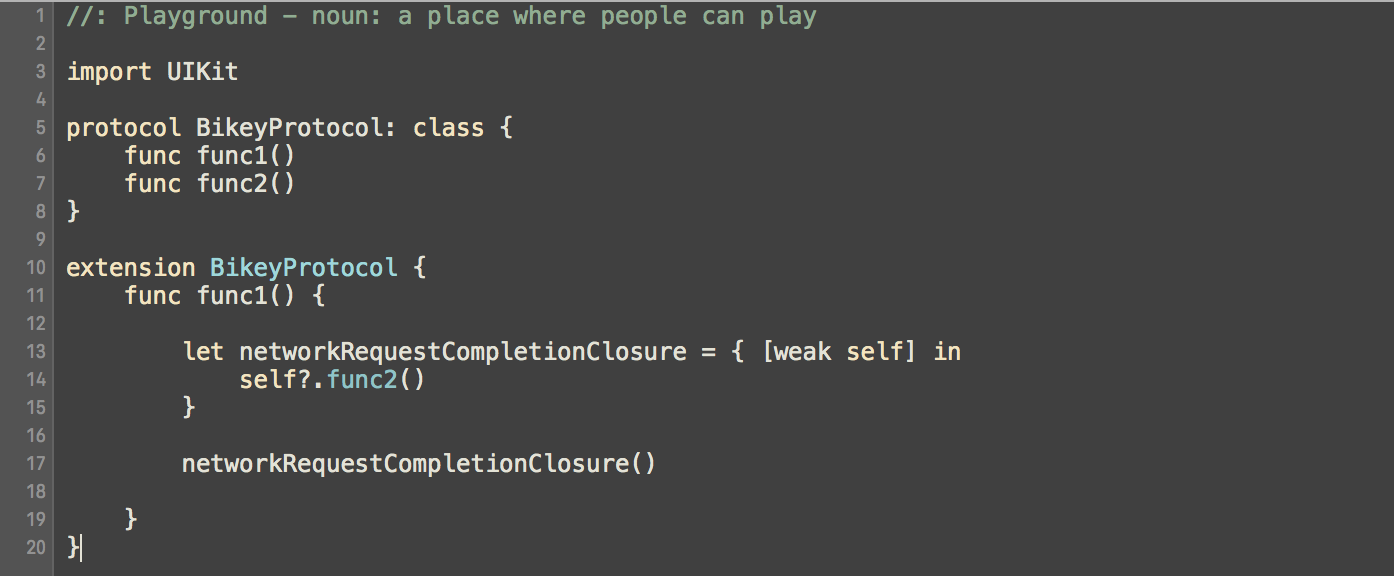 1 //: Playground – noun: a place where people can play
2
3 import UIKit
4
5 protocol BikeyProtocol: class {
6     func func1()
7     func func2()
8 }
9
10 extension BikeyProtocol {
11     func func1() {
12
13         let networkRequestCompletionClosure = { [weak self] in
14             self?.func2()
15         }
16
17         networkRequestCompletionClosure()
18
19     }
20 }